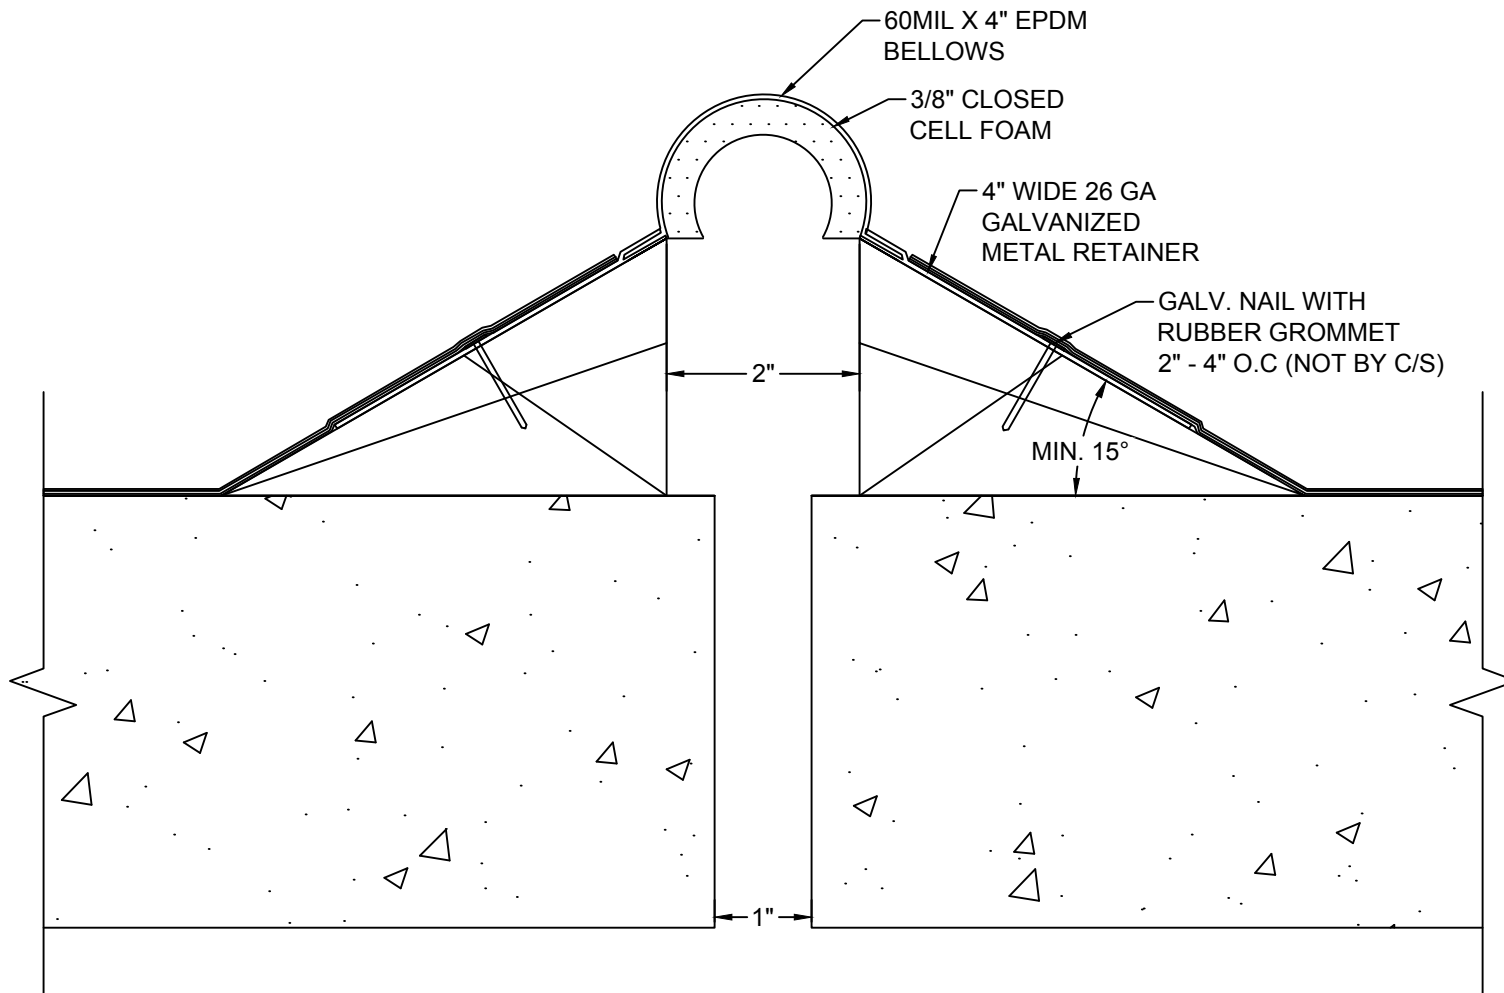 60MIL X 4" EPDM
BELLOWS
3/8" CLOSED
CELL FOAM
4" WIDE 26 GA
GALVANIZED
METAL RETAINER
GALV. NAIL WITH
RUBBER GROMMET
2" - 4" O.C (NOT BY C/S)
2"
MIN. 15°
1"